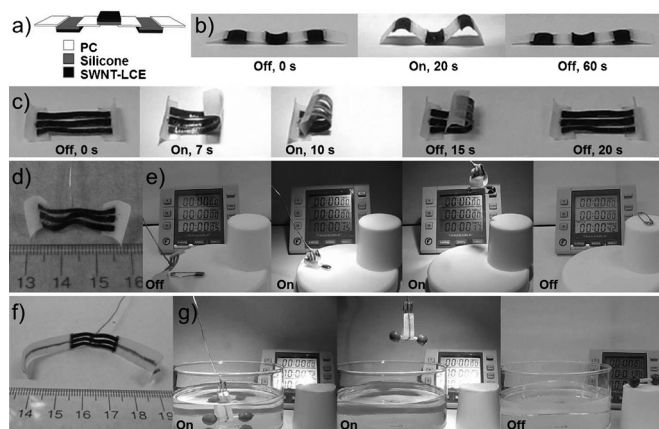 a)
PC
Silicone
SWNT-LCE
b)
Off, 0 s
On, 20 s
Off, 60 s
c)
Off, 0 s
On, 7 s
On, 10 s
Off, 15 s
Off, 20 s
d)
13 14 15 16
e)
Off
On
On
Off
f)
14 15 16 17 18 19
g)
On
On
Off